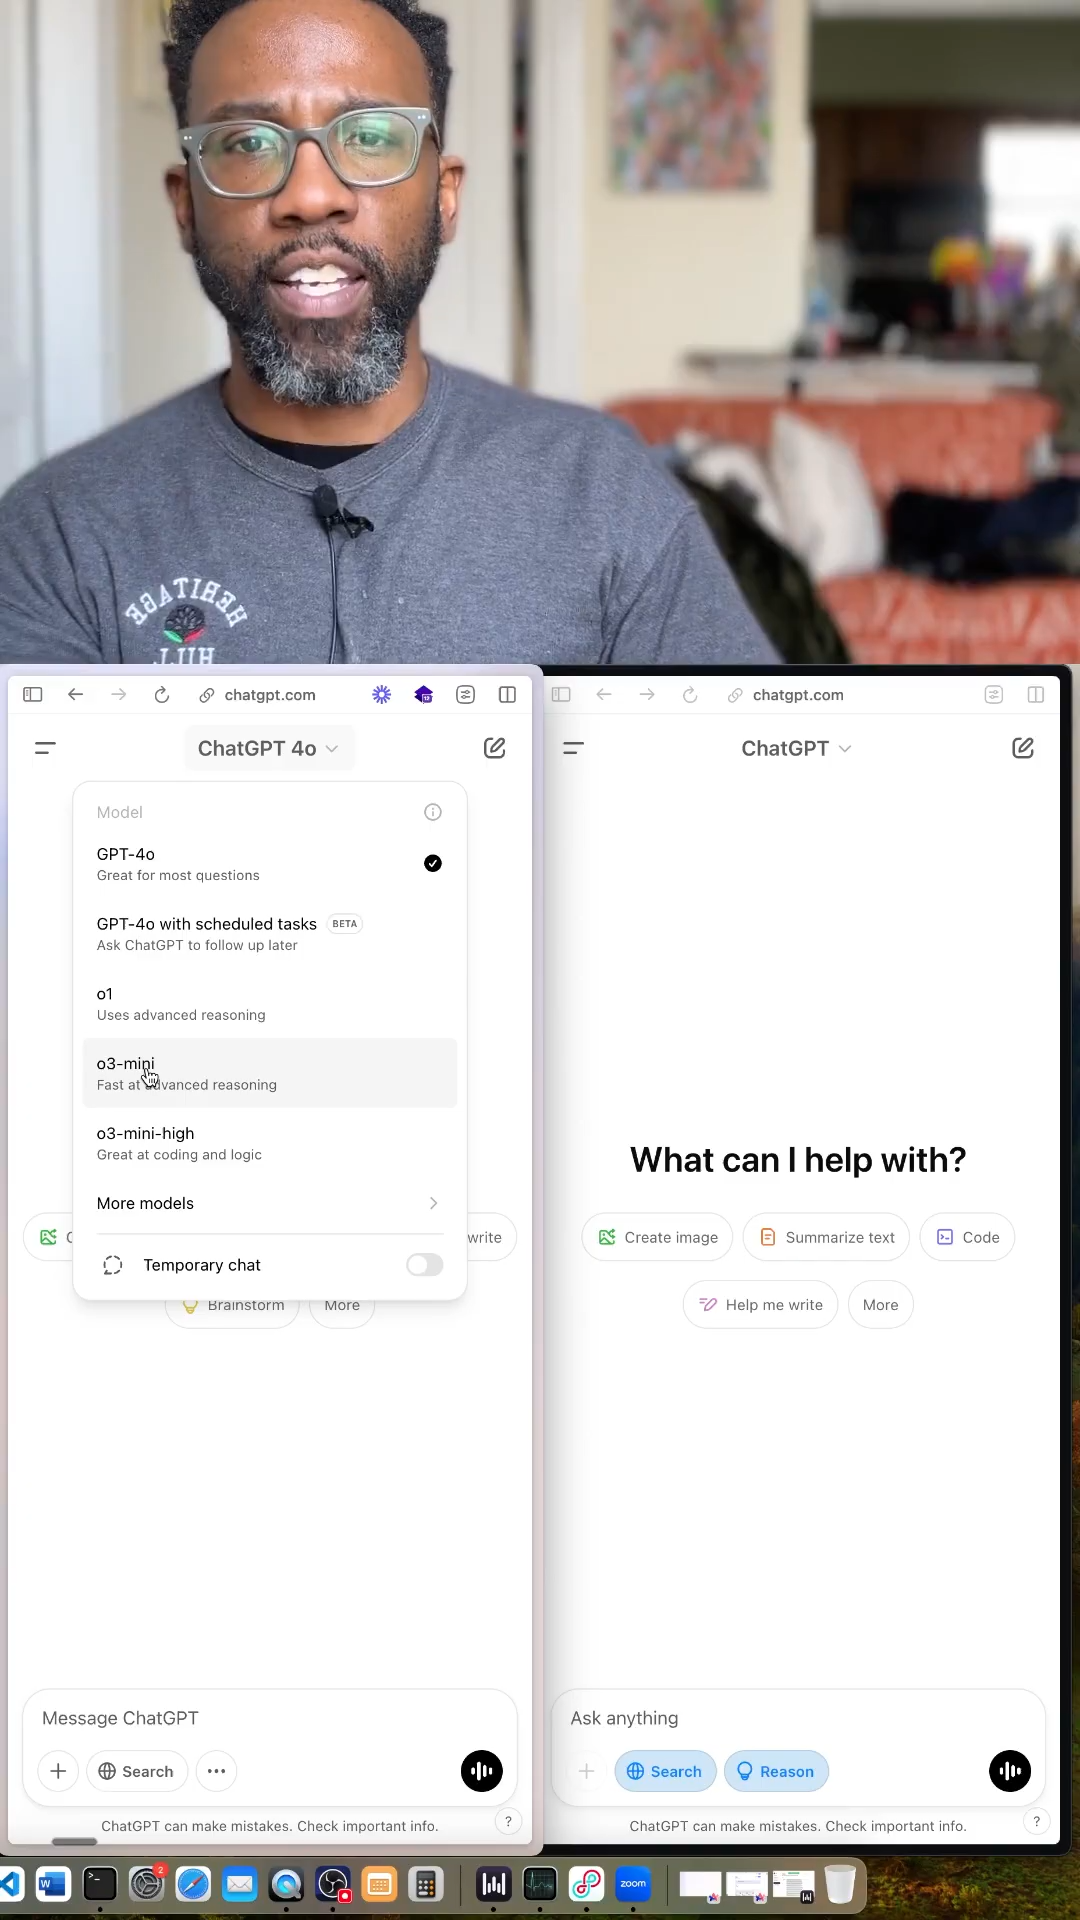 HERITAGE
HILL
chatgpt.com
ChatGPT 4o
Model
GPT-4o
Great for most questions
GPT-4o with scheduled tasks BETA
Ask ChatGPT to follow up later
o1
Uses advanced reasoning
o3-mini
Fast at advanced reasoning
o3-mini-high
Great at coding and logic
More models
Temporary chat
C
write
Brainstorm
More
Message ChatGPT
Search
ChatGPT can make mistakes. Check important info.
?
chatgpt.com
ChatGPT
What can I help with?
Create image
Summarize text
Code
Help me write
More
Ask anything
Search
Reason
ChatGPT can make mistakes. Check important info.
?
W
2
zoom